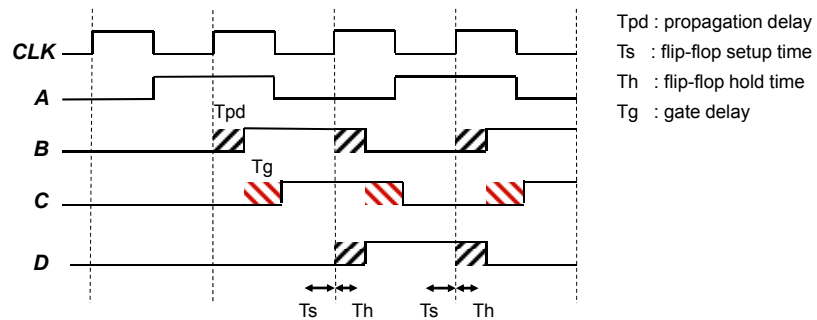 Tpd : propagation delay
CLK
Ts : flip-flop setup time
Th : flip-flop hold time
A
Tg : gate delay
Tpd
B
Tg
C
D
Ts Th Ts Th